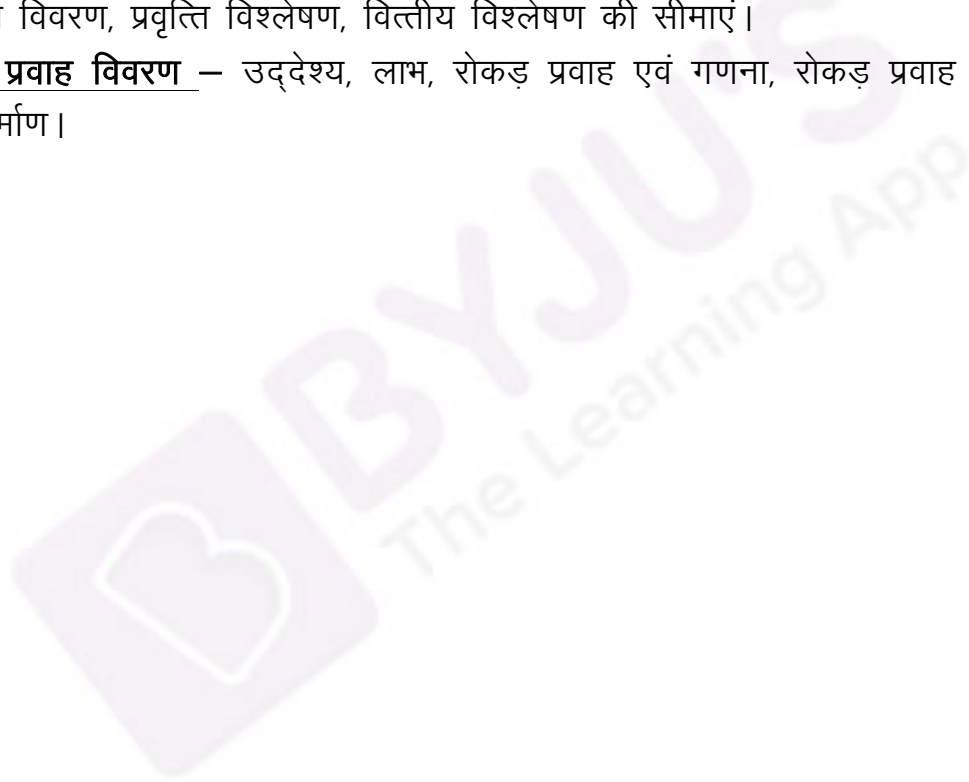 विवरण, प्रवृत्ति विश्लेषण, वित्तीय विश्लेषण की सीमाएं।
प्रवाह विवरण – उद्देश्य, लाभ, रोकड़ प्रवाह एवं गणना, रोकड़ प्रवाह
BYJU'S
The Learning App